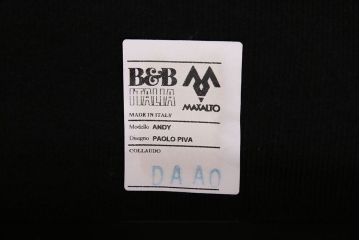 B&B
ITALIA
MAXALTO
MADE IN ITALY
Modello ANDY
Disegno PAOLO PIVA
COLLAUDO
DA AO